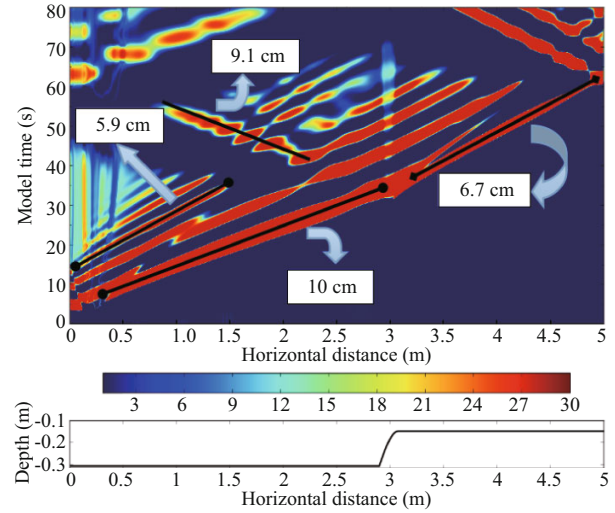 80
70
60
50
40
30
20
10
0
Model time (s)
9.1 cm
5.9 cm
6.7 cm
10 cm
0 0.5 1.0 1.5 2 2.5 3 3.5 4 4.5 5
Horizontal distance (m)
3 6 9 12 15 18 21 24 27 30
Depth (m)
-0.1
-0.2
-0.3
0 0.5 1 1.5 2 2.5 3 3.5 4 4.5 5
Horizontal distance (m)